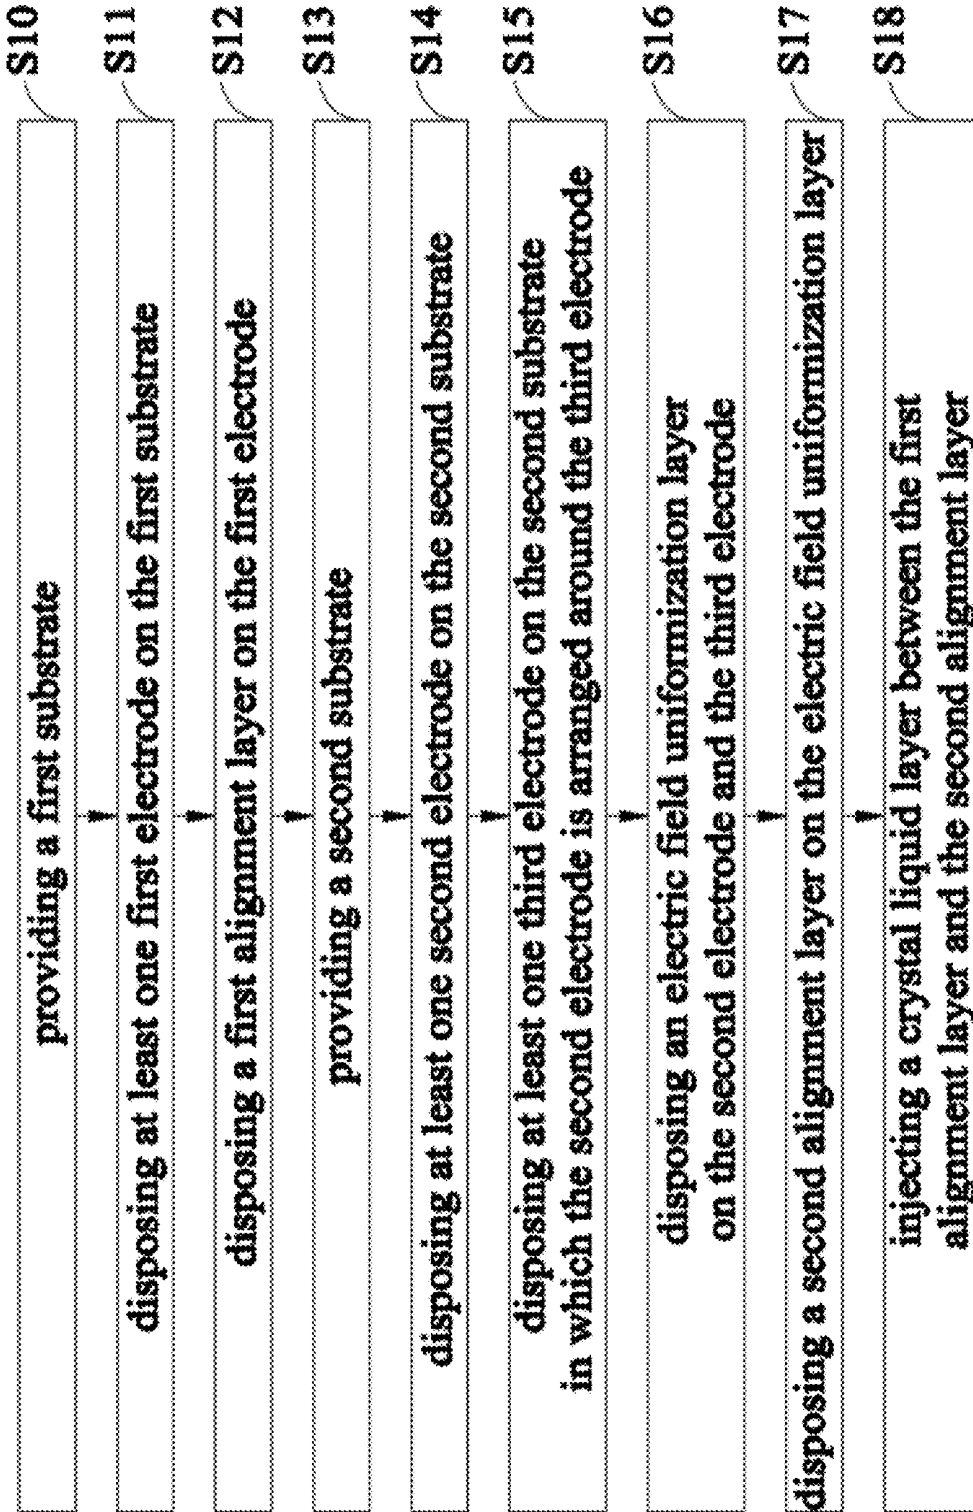 S10
providing a first substrate
S11
disposing at least one first electrode on the first substrate
S12
disposing a first alignment layer on the first electrode
S13
providing a second substrate
S14
disposing at least one second electrode on the second substrate
S15
disposing at least one third electrode on the second substrate
in which the second electrode is arranged around the third electrode
S16
disposing an electric field uniformization layer
on the second electrode and the third electrode
S17
disposing a second alignment layer on the electric field uniformization layer
S18
injecting a crystal liquid layer between the first
alignment layer and the second alignment layer